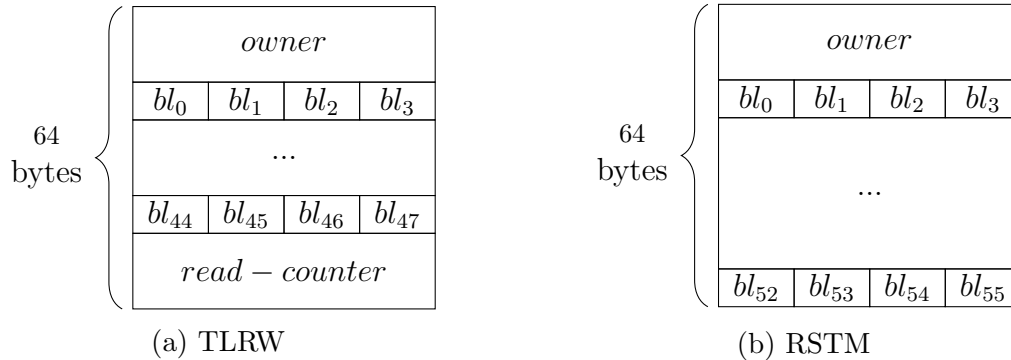 owner
bl0 bl1 bl2 bl3
64
bytes
...
bl44 bl45 bl46 bl47
read − counter
(a) TLRW
owner
bl0 bl1 bl2 bl3
64
bytes
...
bl52 bl53 bl54 bl55
(b) RSTM